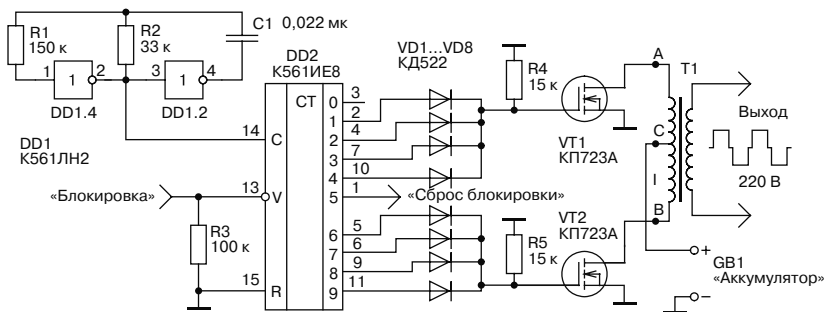 R1
150 к
R2
33 к
C1 0,022 мк
1
1
2
3
1
4
DD1.4
DD1.2
DD1
К561ЛН2
DD2
К561ИЕ8
CT
14
C
«Блокировка»
13
V
R3
100 к
15
R
0
3
1
2
2
4
3
7
4
10
5
1
«Сброс блокировки»
6
5
7
6
8
9
9
11
VD1...VD8
КД522
R4
15 к
VT1
КП723А
VT2
КП723А
R5
15 к
A
T1
C
I
B
Выход
220 В
+
GB1
«Аккумулятор»
–